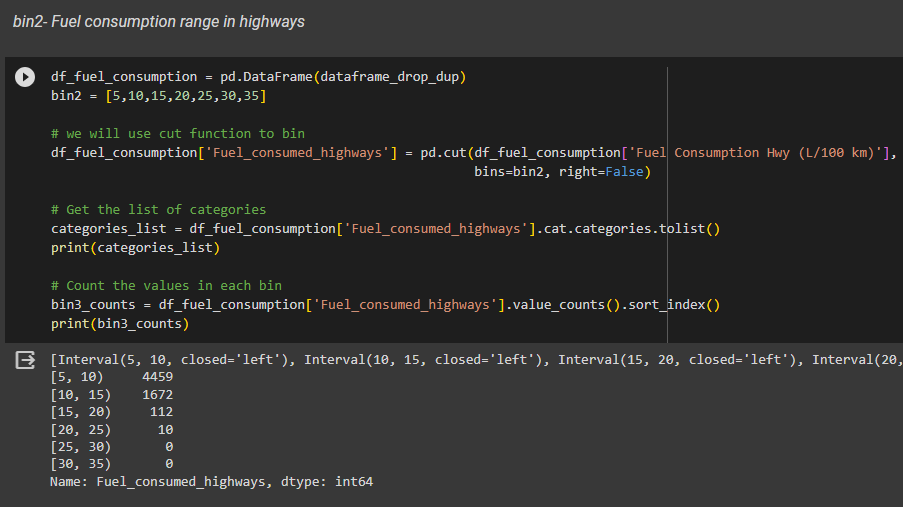 bin2- Fuel consumption range in highways
df_fuel_consumption = pd.DataFrame(dataframe_drop_dup)
bin2 = [5,10,15,20,25,30,35]
# we will use cut function to bin
df_fuel_consumption['Fuel_consumed_highways'] = pd.cut(df_fuel_consumption['Fuel Consumption Hwy (L/100 km)'],
bins=bin2, right=False)
# Get the list of categories
categories_list = df_fuel_consumption['Fuel_consumed_highways'].cat.categories.tolist()
print(categories_list)
# Count the values in each bin
bin3_counts = df_fuel_consumption['Fuel_consumed_highways'].value_counts().sort_index()
print(bin3_counts)
[Interval(5, 10, closed='left'), Interval(10, 15, closed='left'), Interval(15, 20, closed='left'), Interval(20,
[5, 10)    4459
[10, 15)    1672
[15, 20)    112
[20, 25)    10
[25, 30)    0
[30, 35)    0
Name: Fuel_consumed_highways, dtype: int64